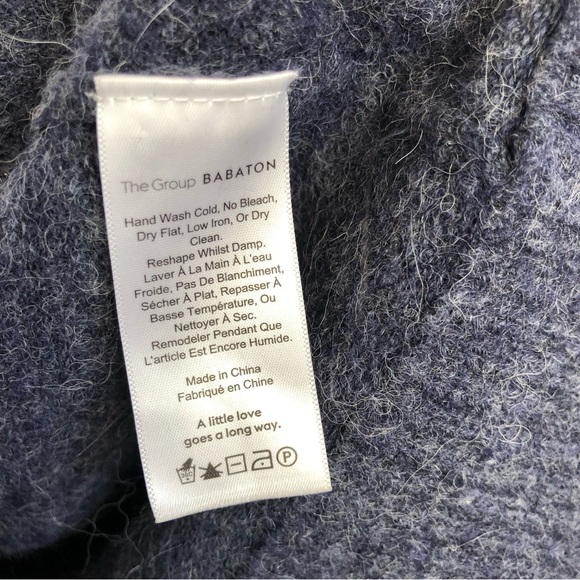 The Group BABATON
Hand Wash Cold, No Bleach,
Dry Flat, Low Iron, Or Dry
Clean.
Reshape Whilst Damp.
Laver À La Main À L'eau
Froide, Pas De Blanchiment,
Sécher À Plat, Repasser À
Basse Température, Ou
Nettoyer À Sec.
Remodeler Pendant Que
L'article Est Encore Humide.
Made in China
Fabriqué en Chine
A little love
goes a long way.
P